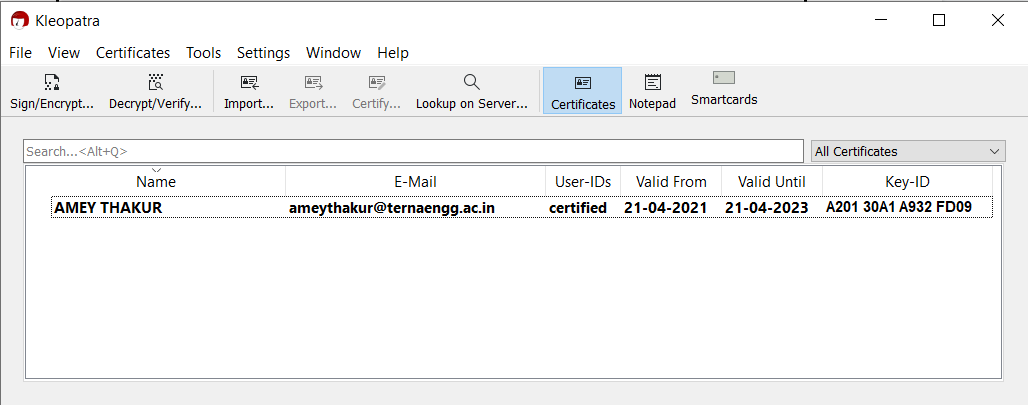 Kleopatra
File View Certificates Tools Settings Window Help
Sign/Encrypt... Decrypt/Verify... Import... Export... Certify... Lookup on Server... Certificates Notepad Smartcards
Search...<Alt+Q> All Certificates
Name E-Mail User-IDs Valid From Valid Until Key-ID
AMEY THAKUR ameythakur@ternaengg.ac.in certified 21-04-2021 21-04-2023 A201 30A1 A932 FD09